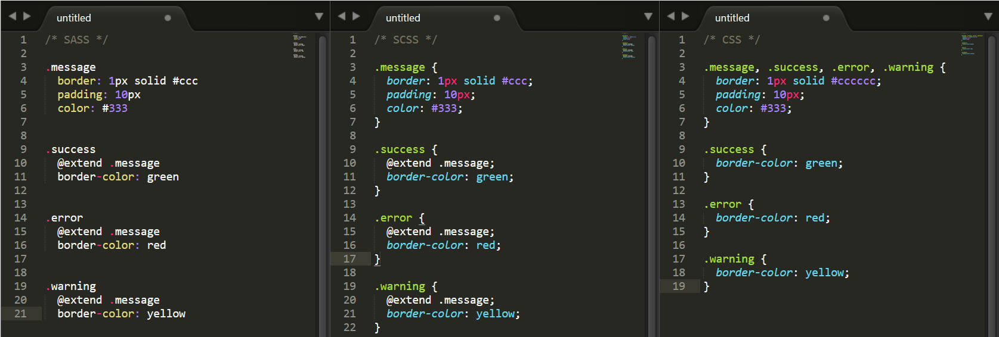 untitled
1 /* SASS */
2
3 .message
4 border: 1px solid #ccc
5 padding: 10px
6 color: #333
7
8
9 .success
10 @extend .message
11 border-color: green
12
13
14 .error
15 @extend .message
16 border-color: red
17
18
19 .warning
20 @extend .message
21 border-color: yellow
untitled
1 /* SCSS */
2
3 .message {
4 border: 1px solid #ccc;
5 padding: 10px;
6 color: #333;
7 }
8
9 .success {
10 @extend .message;
11 border-color: green;
12 }
13
14 .error {
15 @extend .message;
16 border-color: red;
17 }
18
19 .warning {
20 @extend .message;
21 border-color: yellow;
22 }
untitled
1 /* CSS */
2
3 .message, .success, .error, .warning {
4 border: 1px solid #cccccc;
5 padding: 10px;
6 color: #333;
7 }
8
9 .success {
10 border-color: green;
11 }
12
13 .error {
14 border-color: red;
15 }
16
17 .warning {
18 border-color: yellow;
19 }